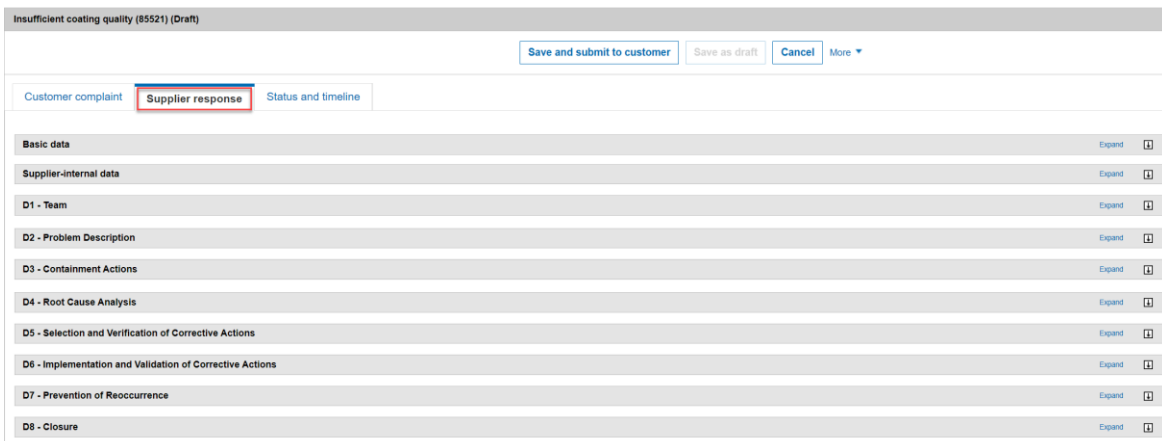 Insufficient coating quality (85521) (Draft)
Save and submit to customer Save as draft Cancel More
Customer complaint Supplier response Status and timeline
Basic data Expand
Supplier-internal data Expand
D1 - Team Expand
D2 - Problem Description Expand
D3 - Containment Actions Expand
D4 - Root Cause Analysis Expand
D5 - Selection and Verification of Corrective Actions Expand
D6 - Implementation and Validation of Corrective Actions Expand
D7 - Prevention of Reoccurrence Expand
D8 - Closure Expand